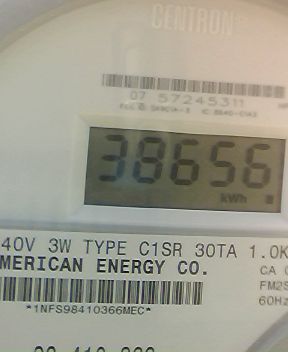 CENTRON
07 57245311
38656
kWh
40V 3W TYPE C1SR 30TA 1.0K
MERICAN ENERGY CO.
CA
FM2S
60Hz
*1NFS98410366MEC*